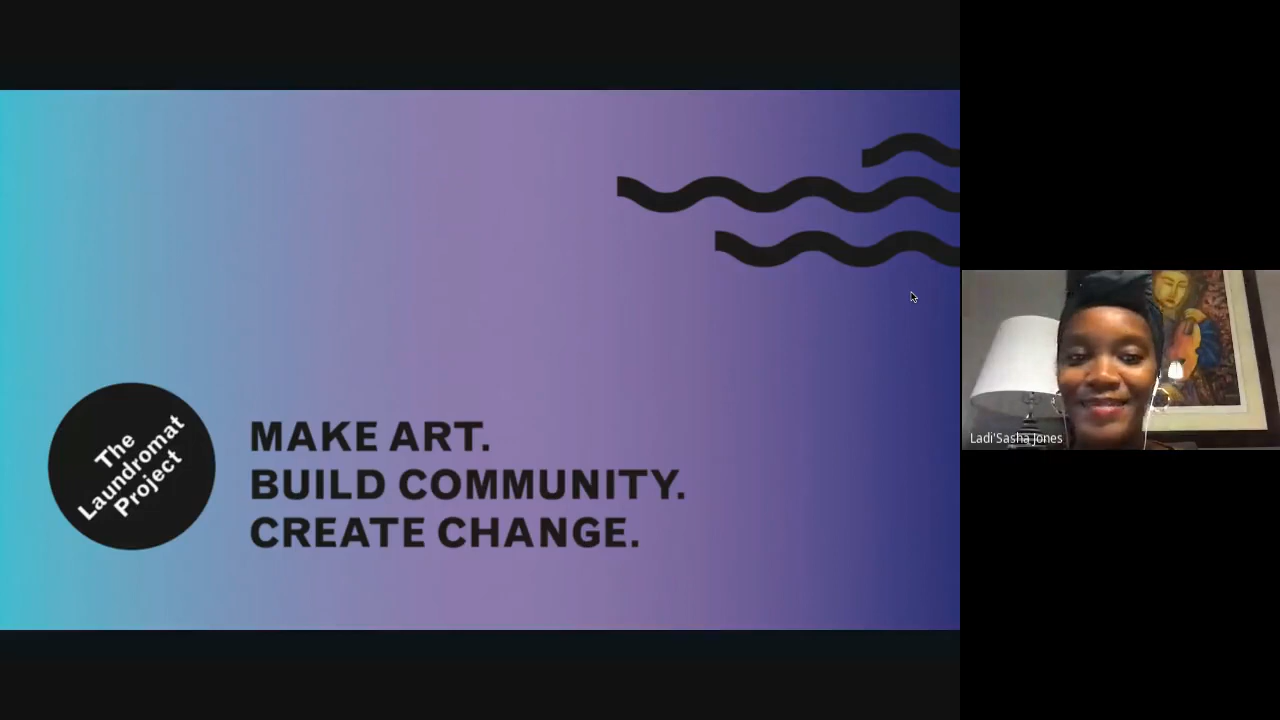 The
Laundromat
Project
MAKE ART.
BUILD COMMUNITY.
CREATE CHANGE.
Ladi'Sasha Jones